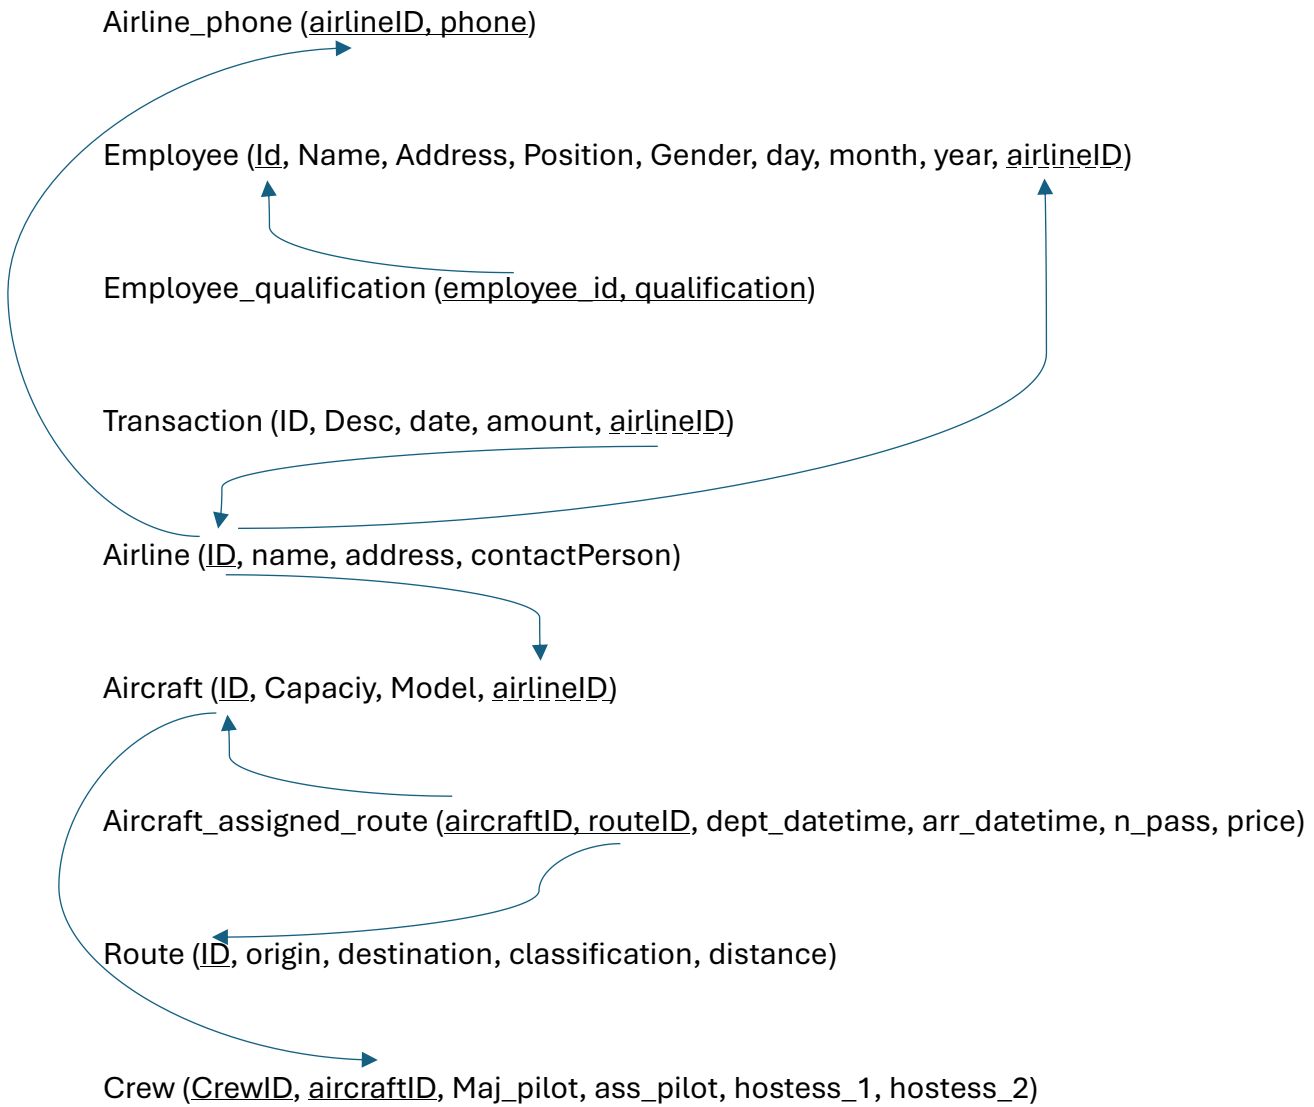 Airline_phone (airlineID, phone)
Employee (Id, Name, Address, Position, Gender, day, month, year, airlineID)
Employee_qualification (employee_id, qualification)
Transaction (ID, Desc, date, amount, airlineID)
Airline (ID, name, address, contactPerson)
Aircraft (ID, Capaciy, Model, airlineID)
Aircraft_assigned_route (aircraftID, routeID, dept_datetime, arr_datetime, n_pass, price)
Route (ID, origin, destination, classification, distance)
Crew (CrewID, aircraftID, Maj_pilot, ass_pilot, hostess_1, hostess_2)